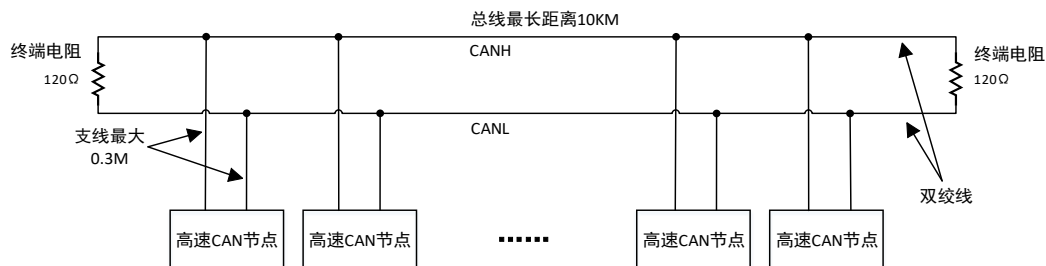 总线最长距离10KM
终端电阻
120Ω
CANH
终端电阻
120Ω
CANL
支线最大
0.3M
双绞线
高速CAN节点
高速CAN节点
......
高速CAN节点
高速CAN节点